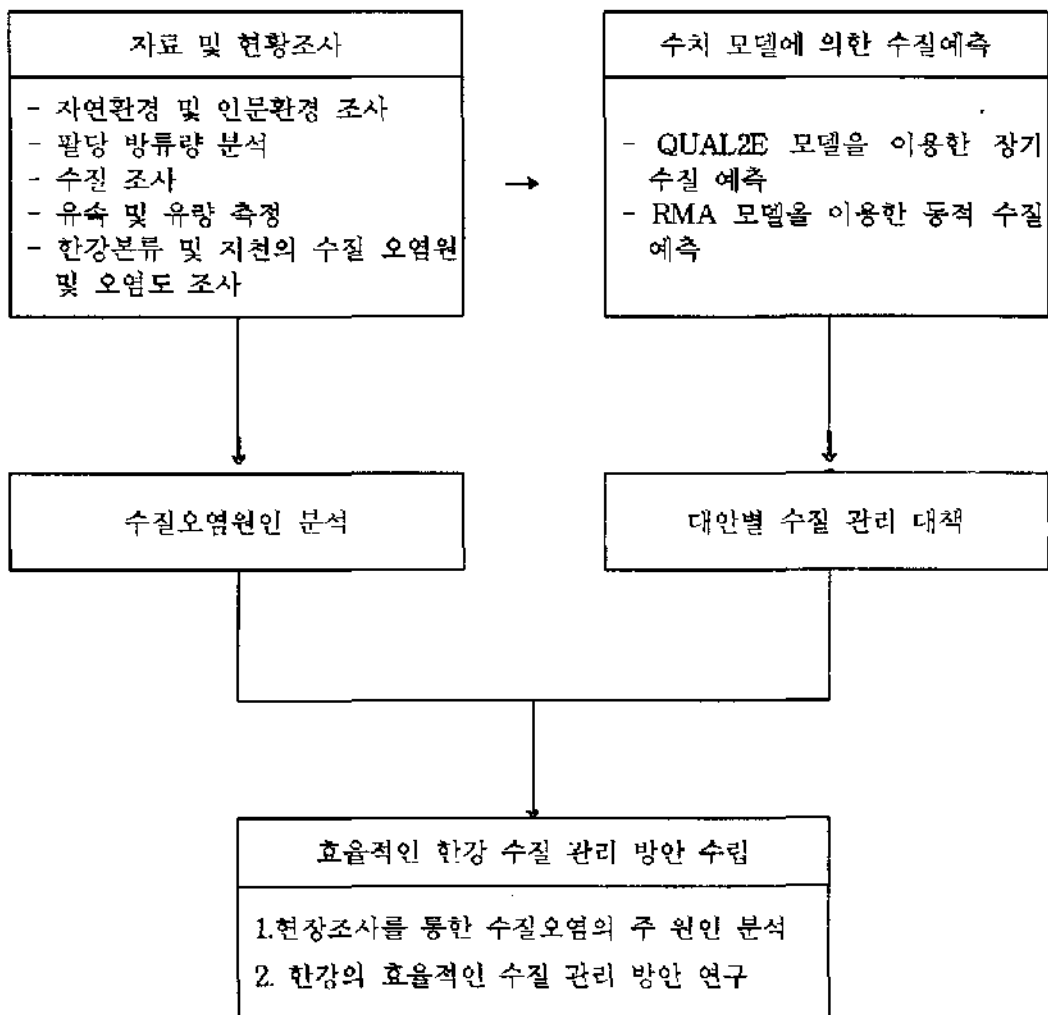 자료 및 현황조사
- 자연환경 및 인문환경 조사
- 팔당 방류량 분석
- 수질 조사
- 유속 및 유량 측정
- 한강본류 및 지천의 수질 오염원
및 오염도 조사
→
수치 모델에 의한 수질예측
- QUAL2E 모델을 이용한 장기
수질 예측
- RMA 모델을 이용한 동적 수질
예측
수질오염원인 분석
대안별 수질 관리 대책
효율적인 한강 수질 관리 방안 수립
1.현장조사를 통한 수질오염의 주 원인 분석
2. 한강의 효율적인 수질 관리 방안 연구